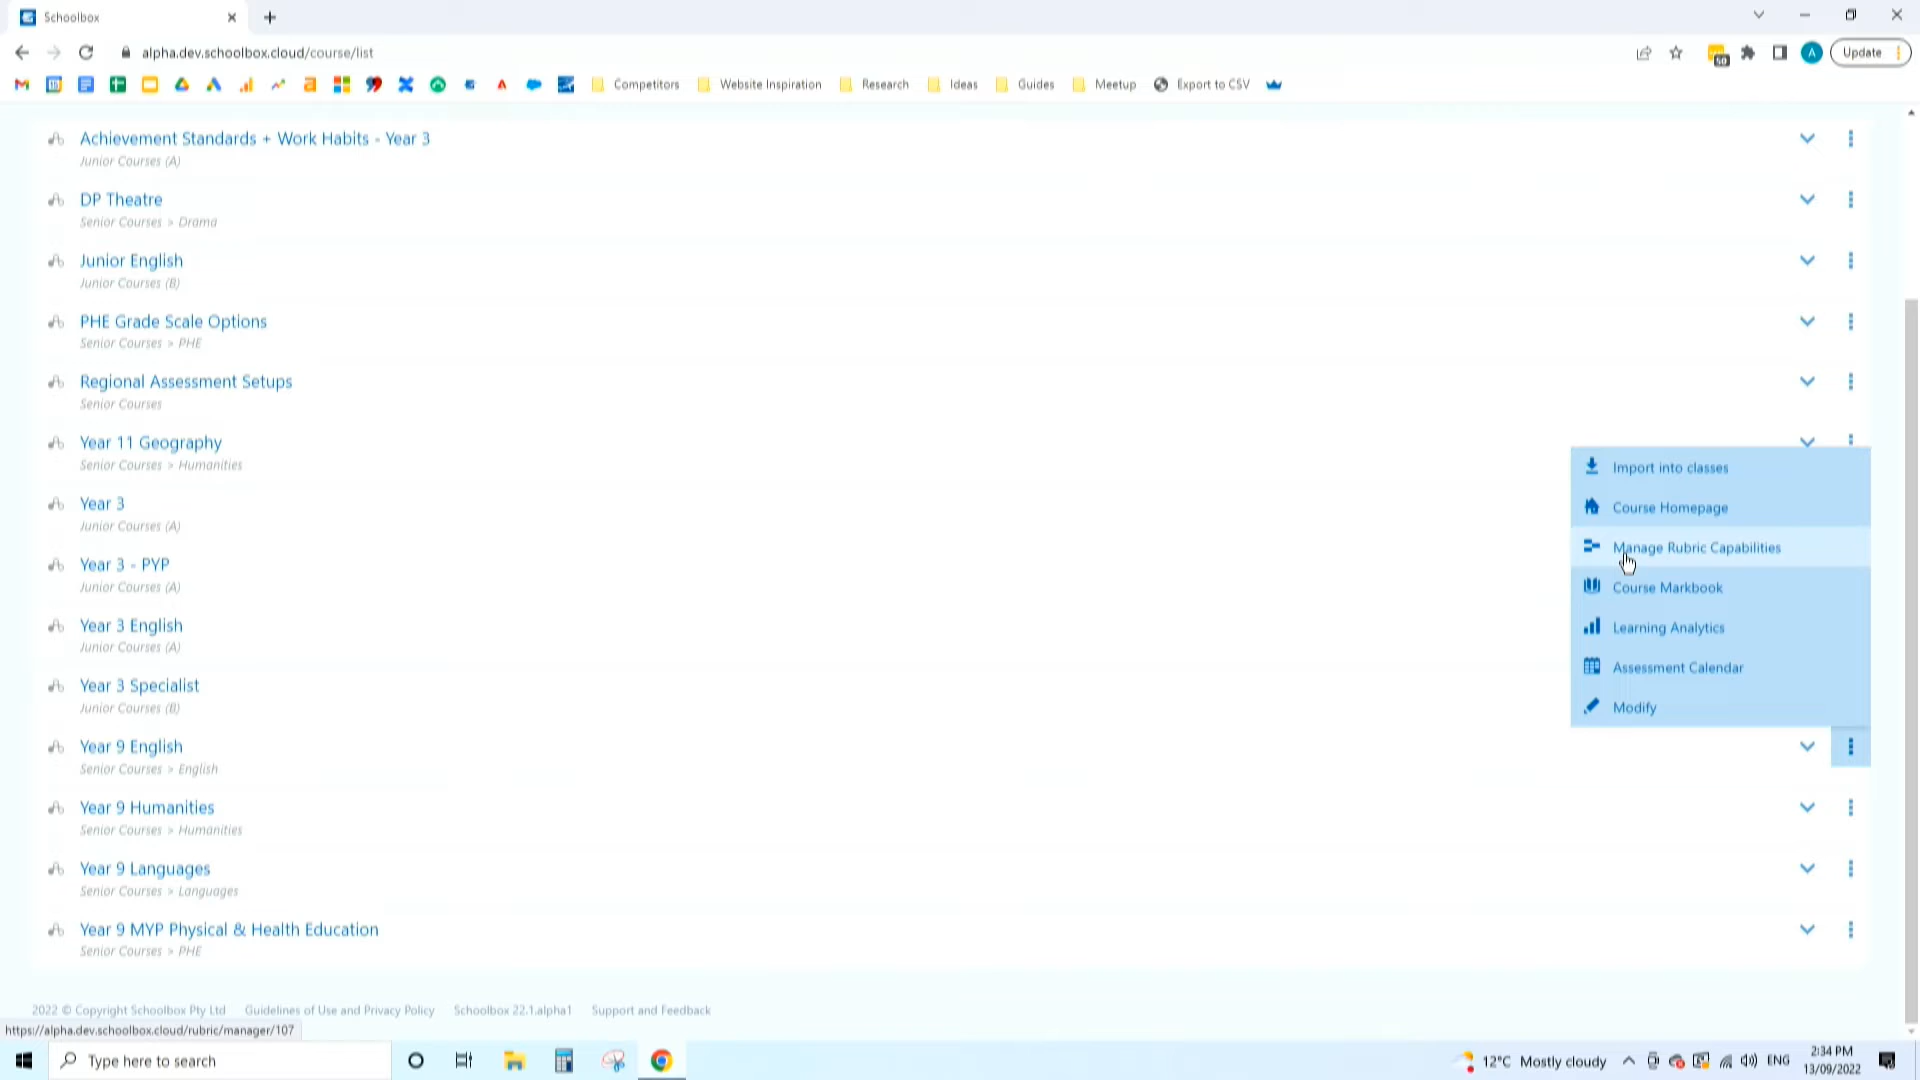 Schoolbox
alpha.dev.schoolbox.cloud/course/list
A
Update
50
Competitors
Website Inspiration
Research
Ideas
Guides
Meetup
Export to CSV
Achievement Standards + Work Habits - Year 3
Junior Courses (A)
DP Theatre
Senior Courses > Drama
Junior English
Junior Courses (B)
PHE Grade Scale Options
Senior Courses > PHE
Regional Assessment Setups
Senior Courses
Year 11 Geography
Senior Courses > Humanities
Import into classes
Course Homepage
Year 3
Junior Courses (A)
Manage Rubric Capabilities
Year 3 - PYP
Junior Courses (A)
Course Markbook
Year 3 English
Junior Courses (A)
Learning Analytics
Assessment Calendar
Year 3 Specialist
Junior Courses (B)
Modify
Year 9 English
Senior Courses > English
Year 9 Humanities
Senior Courses > Humanities
Year 9 Languages
Senior Courses > Languages
Year 9 MYP Physical & Health Education
Senior Courses > PHE
2022 © Copyright Schoolbox Pty Ltd Guidelines of Use and Privacy Policy Schoolbox 22.1.alpha1 Support and Feedback
https://alpha.dev.schoolbox.cloud/rubric/manager/107
Type here to search
12°C Mostly cloudy
ENG
2:34 PM
13/09/2022